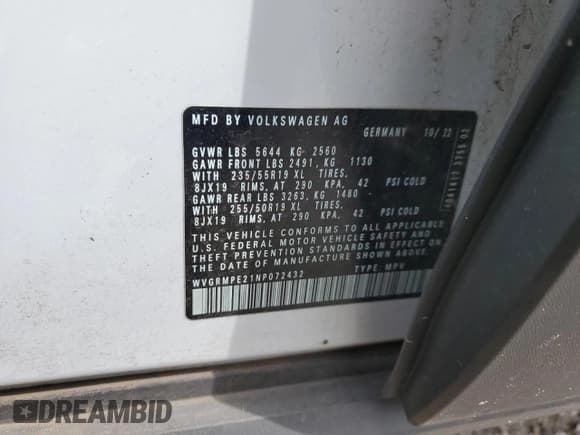 MFD BY VOLKSWAGEN AG
GERMANY 10/22
GVWR LBS 5644 KG 2560
GAWR FRONT LBS 2491, KG 1130
WITH 235/55R19 XL TIRES,
8JX19 RIMS, AT 290 KPA, 42 PSI COLD
GAWR REAR LBS 3263, KG 1480
WITH 255/50R19 XL TIRES,
8JX19 RIMS, AT 290 KPA, 42 PSI COLD
THIS VEHICLE CONFORMS TO ALL APPLICABLE
U.S. FEDERAL MOTOR VEHICLE SAFETY AND
THEFT PREVENTION STANDARDS IN EFFECT ON
THE DATE OF MANUFACTURE SHOWN ABOVE.
WVGRMPE21NP072432 TYPE MPV
DREAMBID